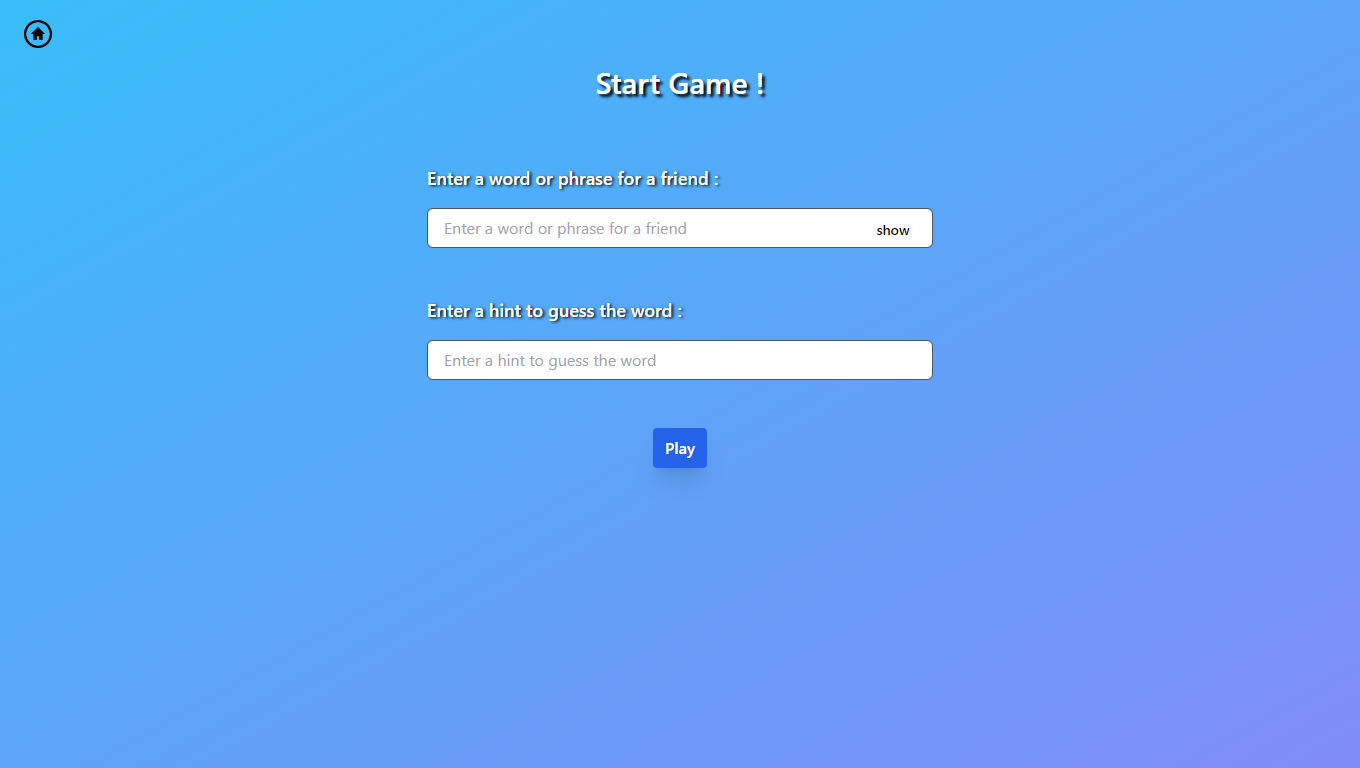 Start Game !
Enter a word or phrase for a friend :
Enter a word or phrase for a friend show
Enter a hint to guess the word :
Enter a hint to guess the word
Play